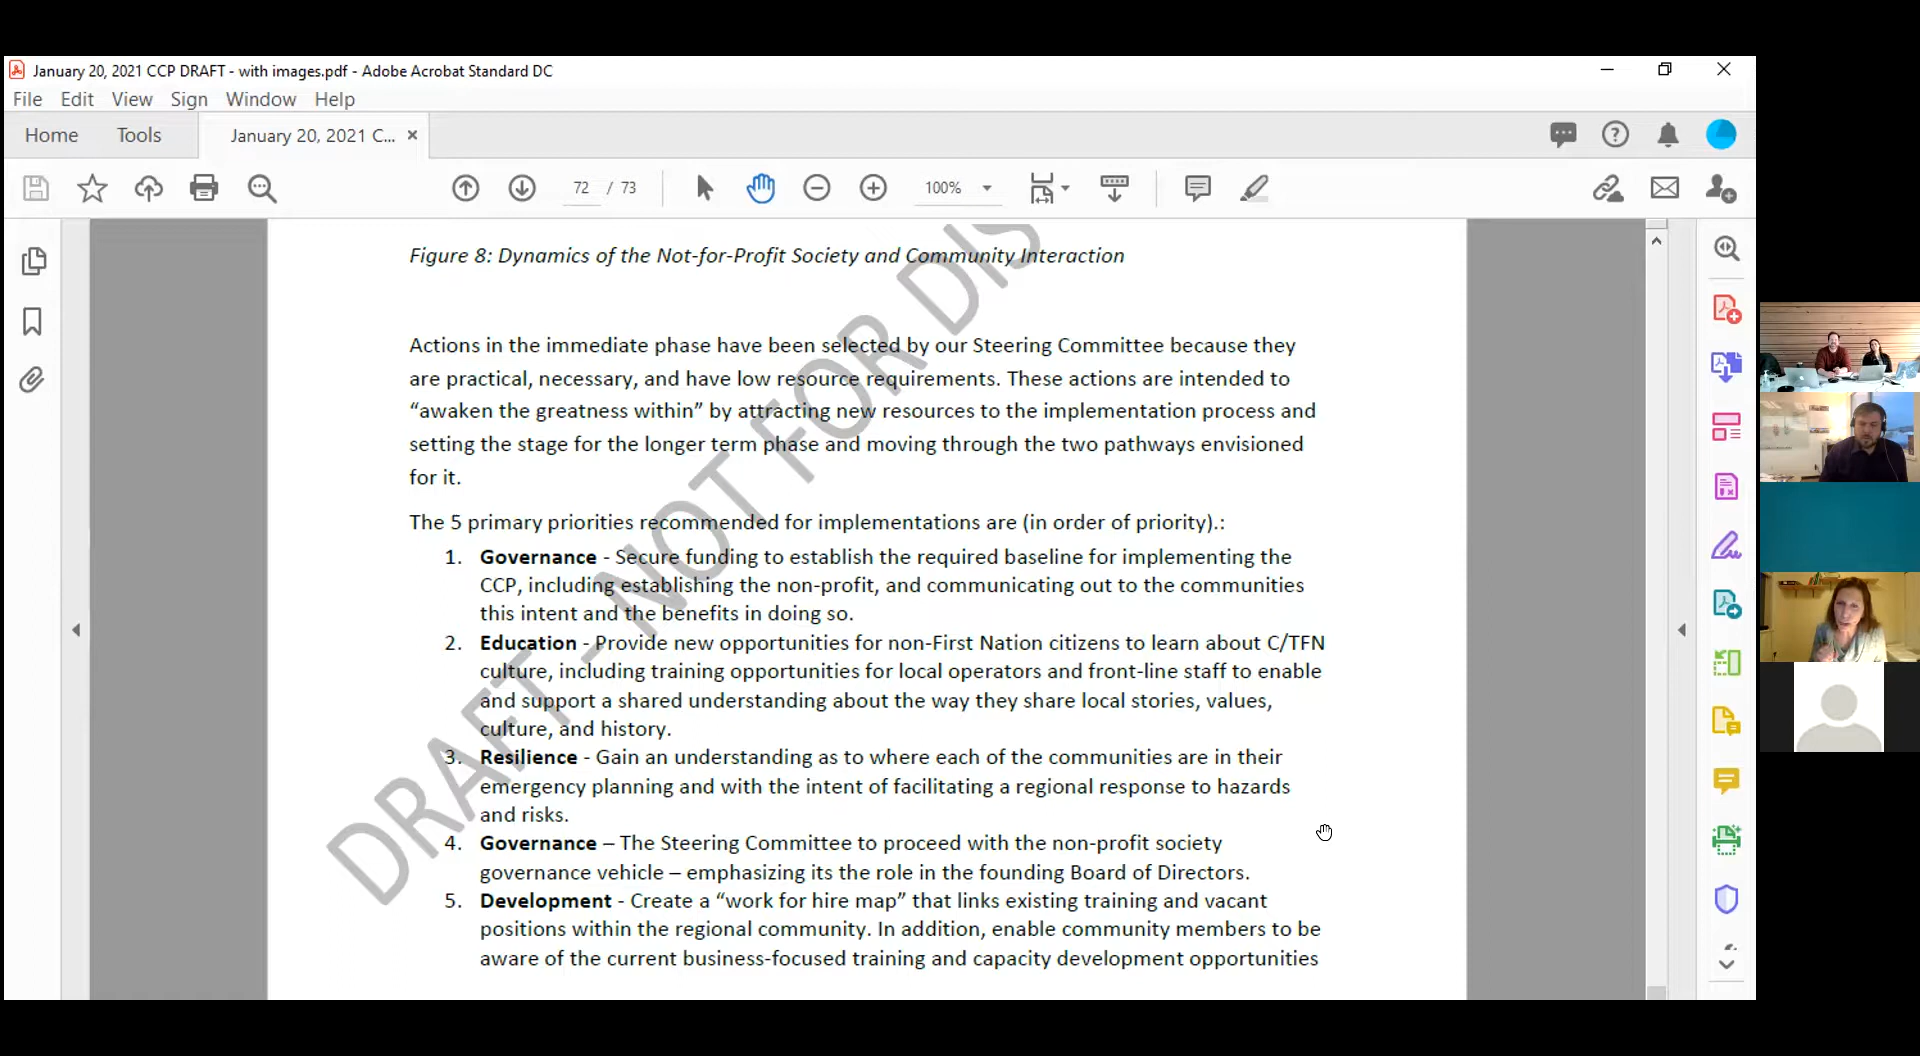 January 20, 2021 CCP DRAFT - with images.pdf - Adobe Acrobat Standard DC
File Edit View Sign Window Help
Home Tools January 20, 2021 C... ×
72 / 73 100%
Figure 8: Dynamics of the Not-for-Profit Society and Community Interaction
Actions in the immediate phase have been selected by our Steering Committee because they
are practical, necessary, and have low resource requirements. These actions are intended to
“awaken the greatness within” by attracting new resources to the implementation process and
setting the stage for the longer term phase and moving through the two pathways envisioned
for it.
The 5 primary priorities recommended for implementations are (in order of priority).:
1. Governance - Secure funding to establish the required baseline for implementing the
CCP, including establishing the non-profit, and communicating out to the communities
this intent and the benefits in doing so.
2. Education - Provide new opportunities for non-First Nation citizens to learn about C/TFN
culture, including training opportunities for local operators and front-line staff to enable
and support a shared understanding about the way they share local stories, values,
culture, and history.
3. Resilience - Gain an understanding as to where each of the communities are in their
emergency planning and with the intent of facilitating a regional response to hazards
and risks.
4. Governance – The Steering Committee to proceed with the non-profit society
governance vehicle – emphasizing its the role in the founding Board of Directors.
5. Development - Create a “work for hire map” that links existing training and vacant
positions within the regional community. In addition, enable community members to be
aware of the current business-focused training and capacity development opportunities
DRAFT - NOT FOR DIS